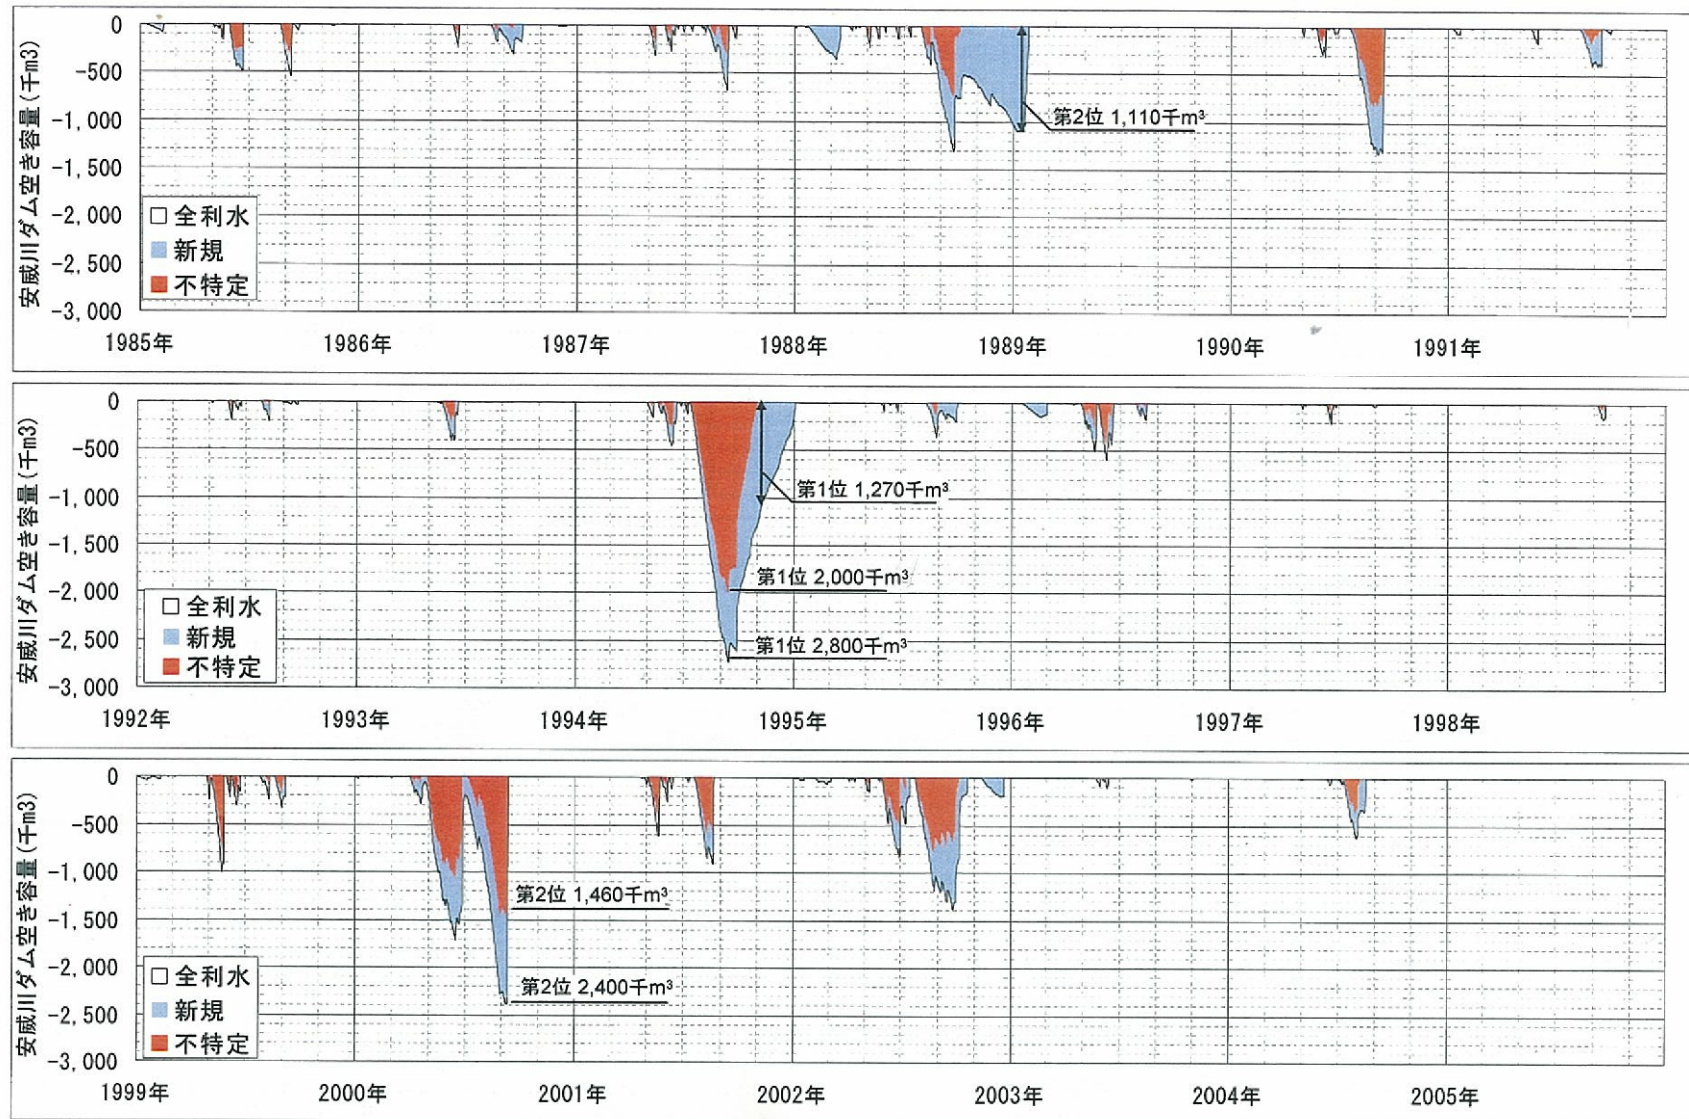 安威川ダム空き容量(千m3)
0
-500
-1,000
-1,500
-2,000
-2,500
-3,000
第2位 1,110千m³
全利水
新規
不特定
1985年 1986年 1987年 1988年 1989年 1990年 1991年
安威川ダム空き容量(千m3)
0
-500
-1,000
-1,500
-2,000
-2,500
-3,000
第1位 1,270千m³
第1位 2,000千m³
第1位 2,800千m³
全利水
新規
不特定
1992年 1993年 1994年 1995年 1996年 1997年 1998年
安威川ダム空き容量(千m3)
0
-500
-1,000
-1,500
-2,000
-2,500
-3,000
第2位 1,460千m³
第2位 2,400千m³
全利水
新規
不特定
1999年 2000年 2001年 2002年 2003年 2004年 2005年